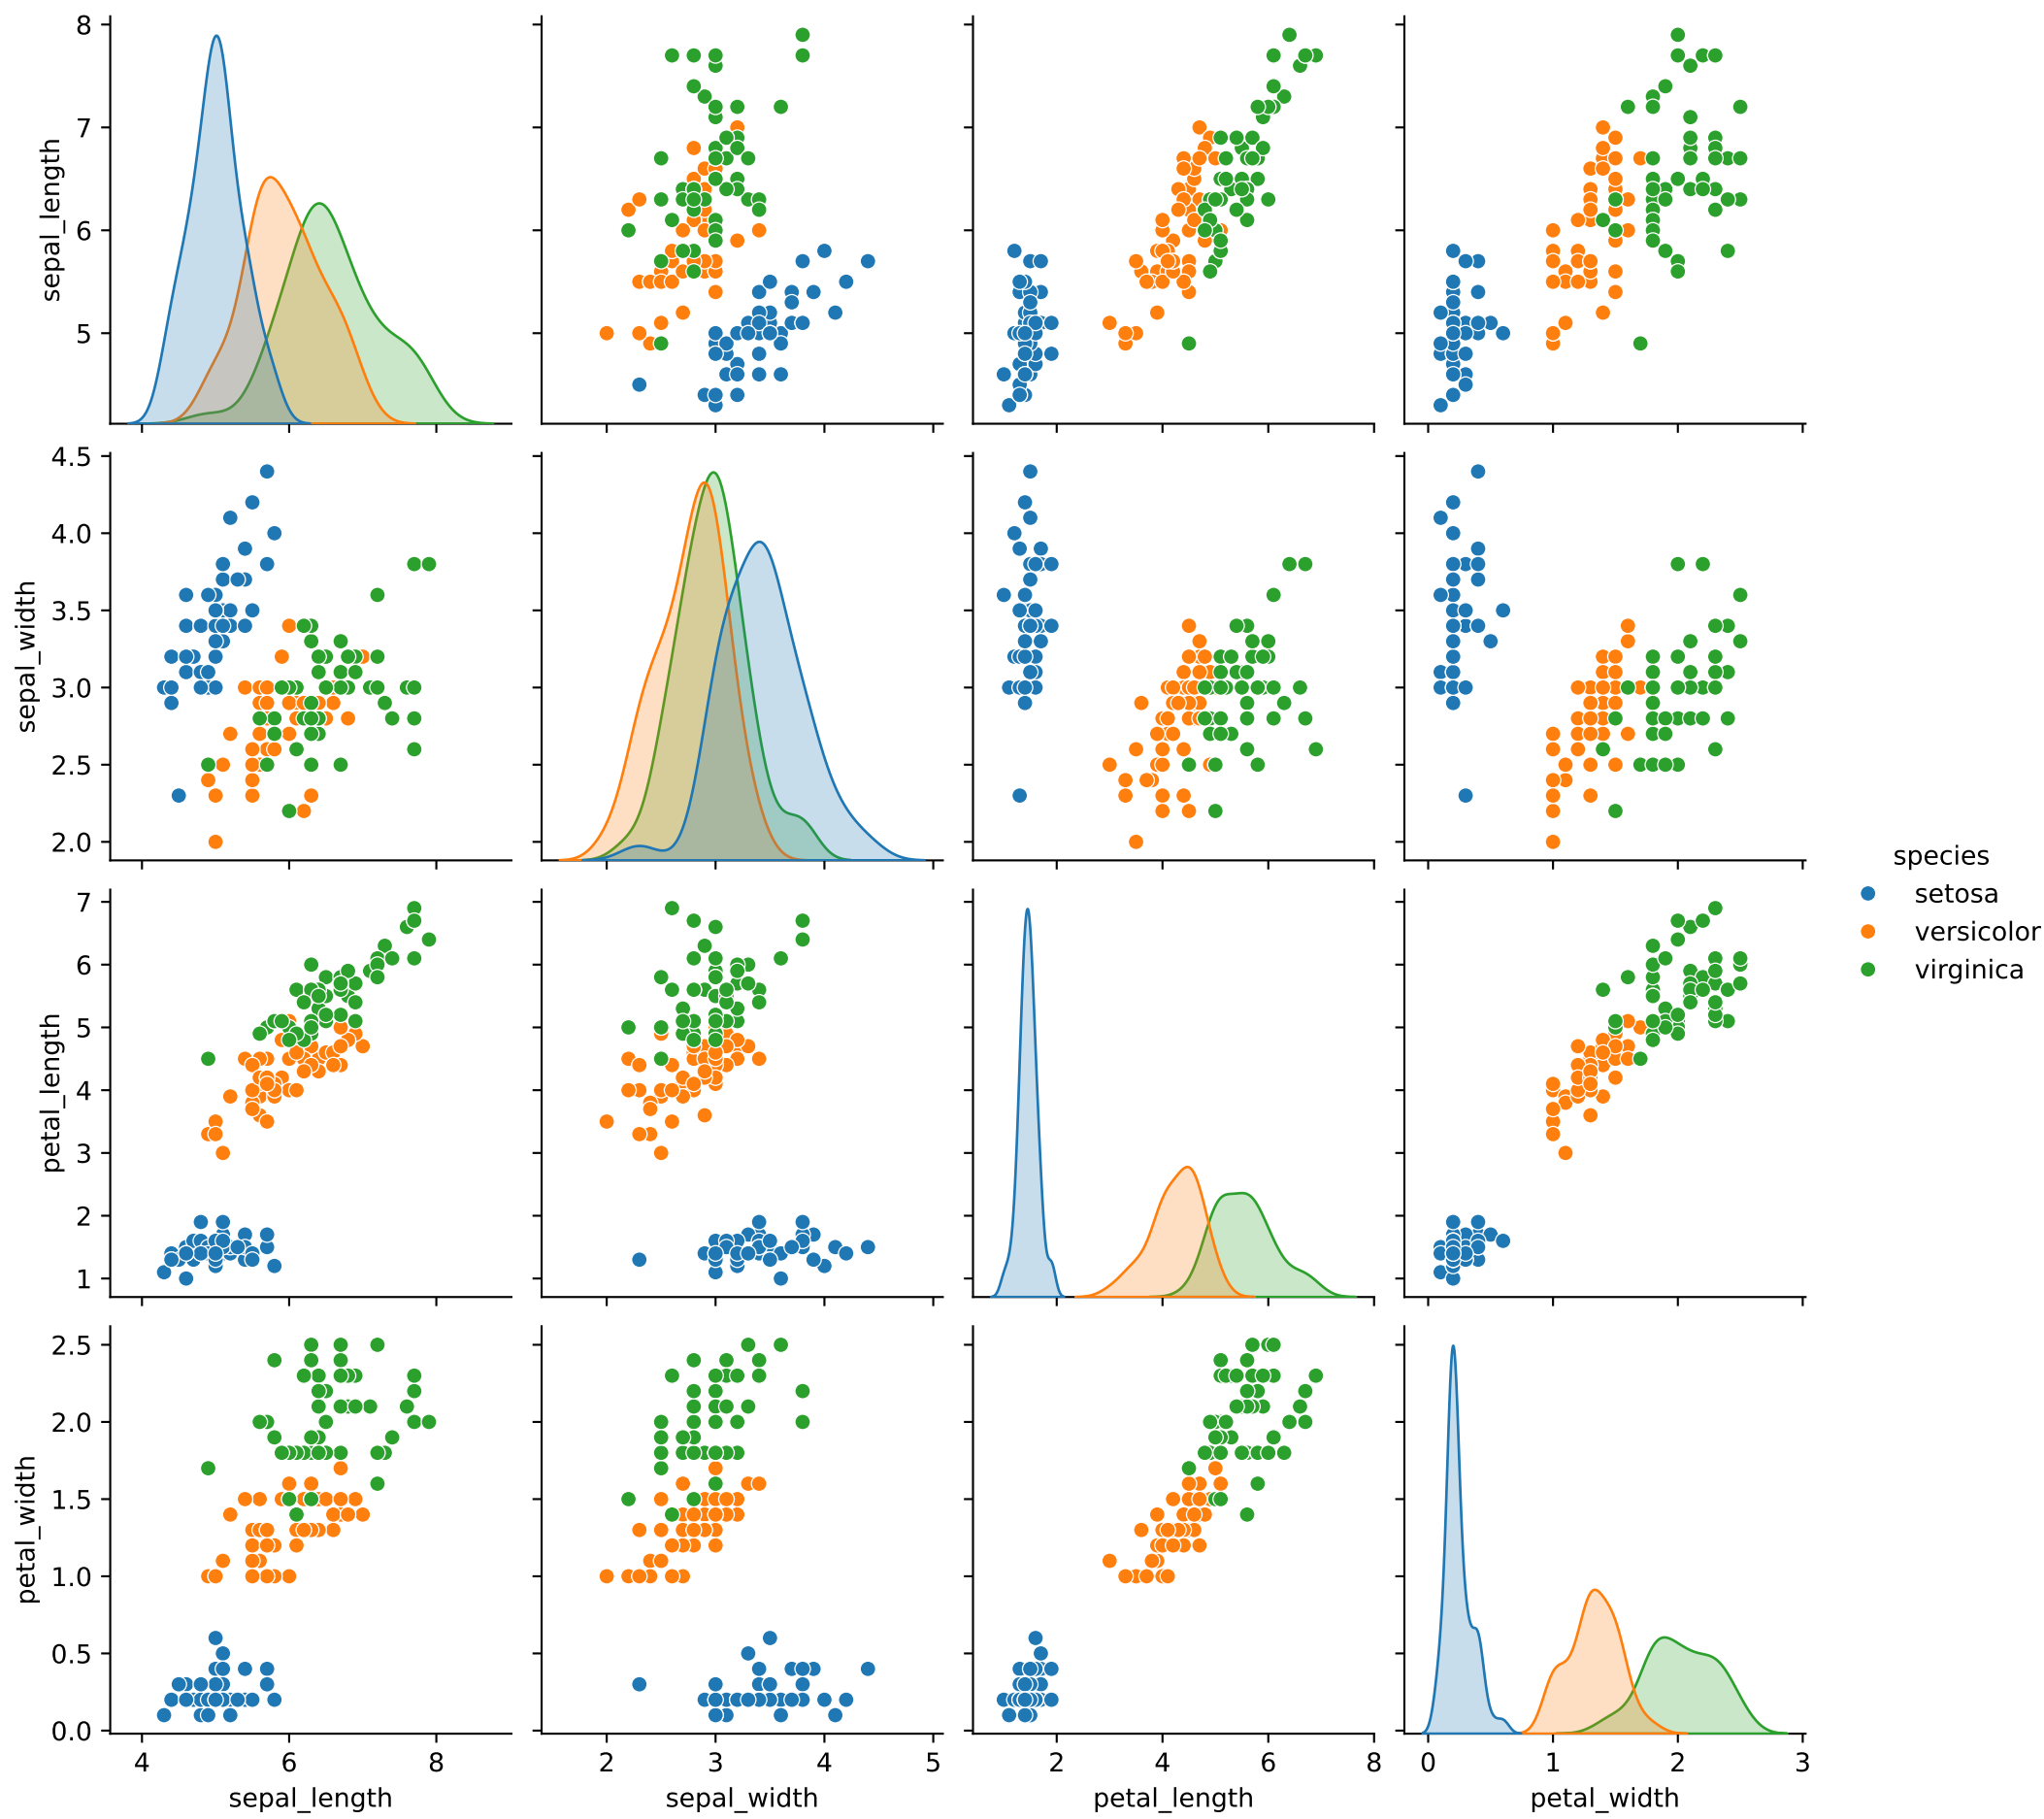 8
7
6
5
sepal_length
4.5
4.0
3.5
3.0
2.5
2.0
sepal_width
7
6
5
4
3
2
1
petal_length
2.5
2.0
1.5
1.0
0.5
0.0
petal_width
4 6 8
sepal_length
2 3 4 5
sepal_width
2 4 6 8
petal_length
0 1 2 3
petal_width
species
setosa
versicolor
virginica